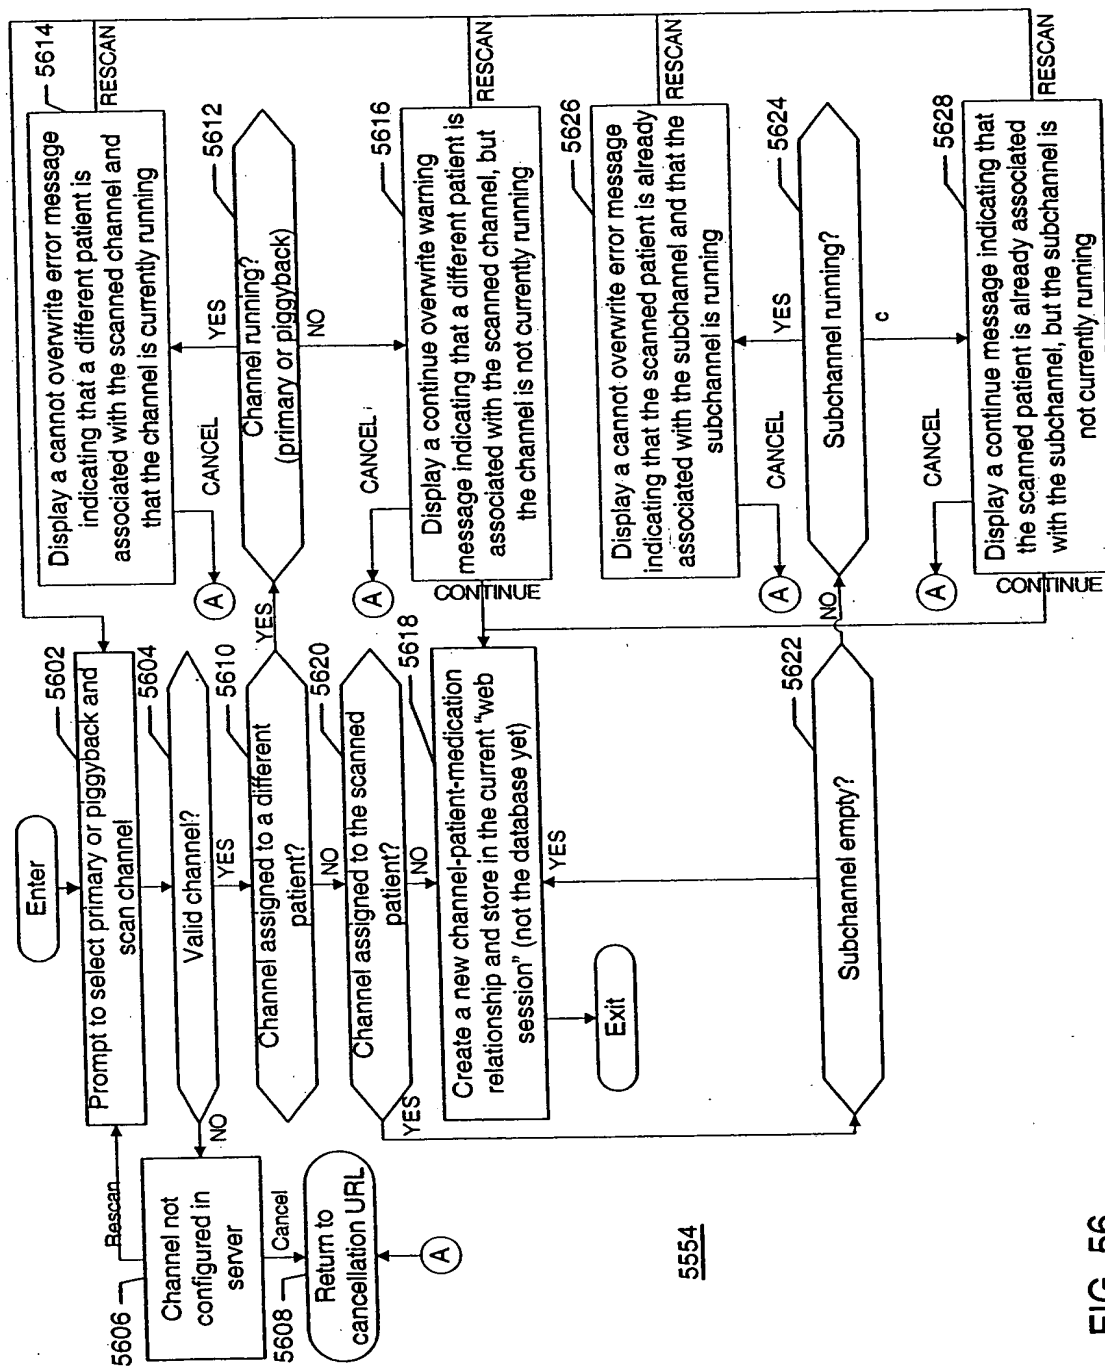 Enter
5602
Prompt to select primary or piggyback and
scan channel
5604
Valid channel?
NO
YES
Rescan
5606
Channel not
configured in
server
Cancel
5608
Return to
cancellation URL
A
5610
Channel assigned to a different
patient?
YES
NO
5620
Channel assigned to the scanned
patient?
NO
YES
5618
Create a new channel-patient-medication
relationship and store in the current “web
session” (not the database yet)
Exit
YES
5622
Subchannel empty?
NO
5614
Display a cannot overwrite error message
indicating that a different patient is
associated with the scanned channel and
that the channel is currently running
RESCAN
CANCEL
A
YES
5612
Channel running?
(primary or piggyback)
NO
5616
Display a continue overwrite warning
message indicating that a different patient is
associated with the scanned channel, but
the channel is not currently running
RESCAN
CANCEL
A
CONTINUE
5626
Display a cannot overwrite error message
indicating that the scanned patient is already
associated with the subchannel and that the
subchannel is running
RESCAN
CANCEL
A
YES
5624
Subchannel running?
c
5628
Display a continue message indicating that
the scanned patient is already associated
with the subchannel, but the subchannel is
not currently running
RESCAN
CANCEL
A
CONTINUE
5554
FIG. 56